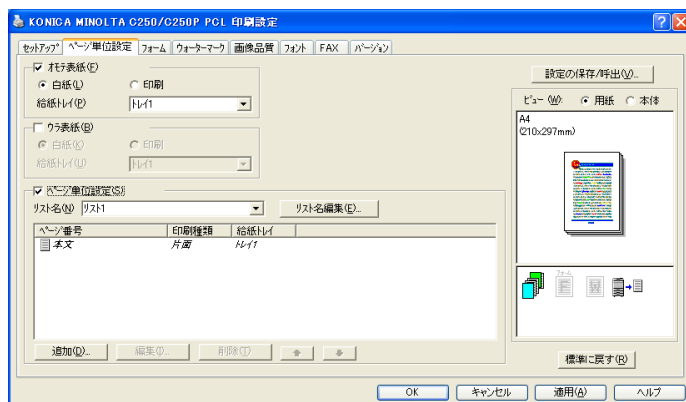 KONICA MINOLTA C250/C250P PCL 印刷設定
セットアップ ページ単位設定 フォーム ウォーターマーク 画像品質 フォント FAX バージョン
オモテ表紙(F)
白紙(L) 印刷
給紙トレイ(P) トレイ1
ウラ表紙(B)
白紙(K) 印刷
給紙トレイ(U) トレイ1
ページ単位設定(S)
リスト名(N) リスト1 リスト名編集(E)...
ページ番号 印刷種類 給紙トレイ
本文 片面 トレイ1
追加(D)... 編集(I)... 削除(T)
設定の保存/呼出(V)...
ビュー(W): 用紙 本体
A4
(210x297mm)
フォーム
標準に戻す(R)
OK キャンセル 適用(A) ヘルプ